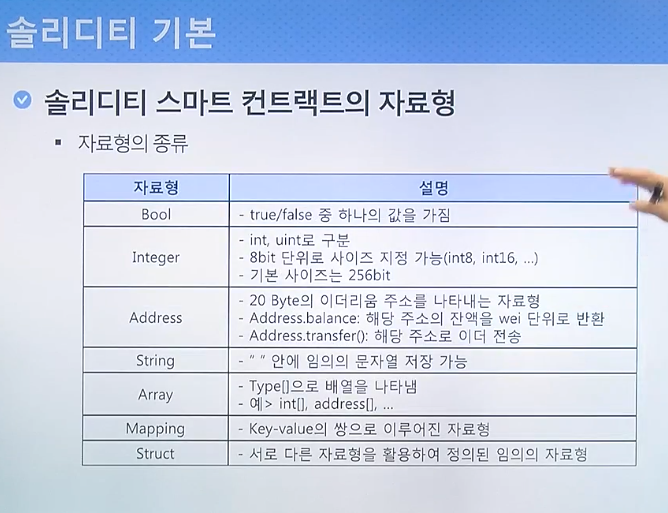 솔리디티 기본
솔리디티 스마트 컨트랙트의 자료형
▪ 자료형의 종류
자료형 설명
Bool - true/false 중 하나의 값을 가짐
Integer - int, uint로 구분
- 8bit 단위로 사이즈 지정 가능(int8, int16, ...)
- 기본 사이즈는 256bit
Address - 20 Byte의 이더리움 주소를 나타내는 자료형
- Address.balance: 해당 주소의 잔액을 wei 단위로 반환
- Address.transfer(): 해당 주소로 이더 전송
String - “ ” 안에 임의의 문자열 저장 가능
Array - Type[]으로 배열을 나타냄
- 예> int[], address[], ...
Mapping - Key-value의 쌍으로 이루어진 자료형
Struct - 서로 다른 자료형을 활용하여 정의된 임의의 자료형